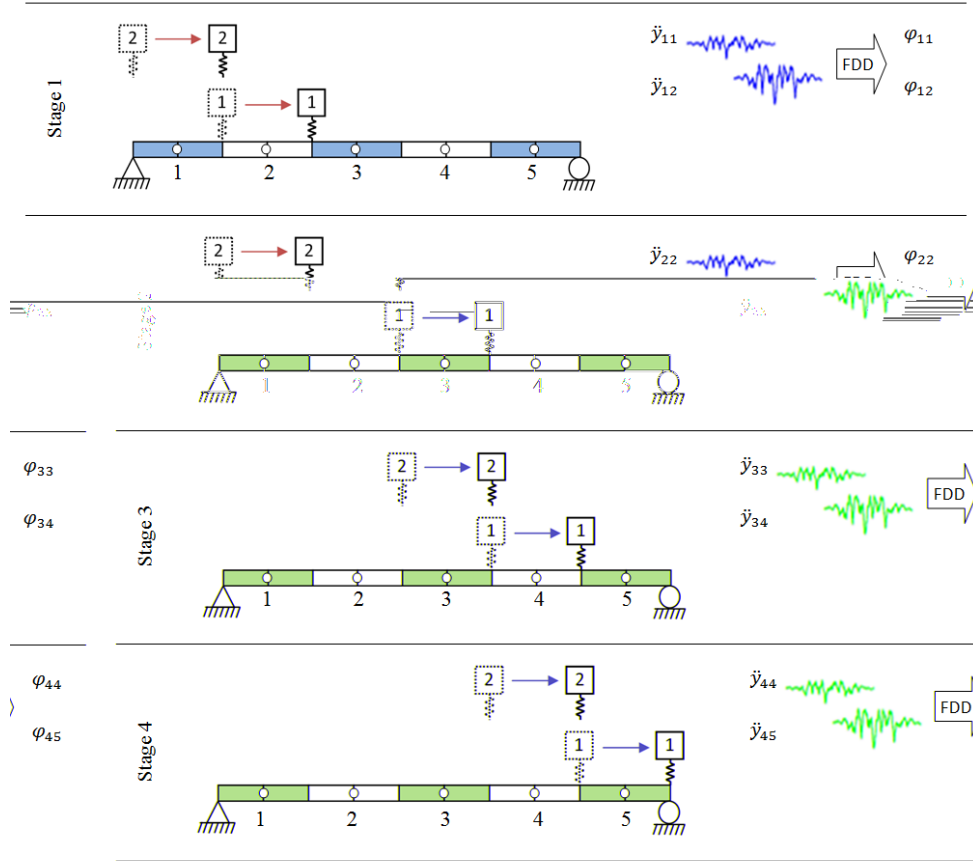 2 2
ÿ₁₁ φ₁₁
Stage 1
FDD
ÿ₁₂ φ₁₂
1 1
1 2 3 4 5
2 2
ÿ₂₂ φ₂₂
1 1
1 2 3 4 5
φ₃₃
2 2
ÿ₃₃
FDD
φ₃₄
Stage 3
1 1
ÿ₃₄
1 2 3 4 5
φ₄₄
2 2
ÿ₄₄
FDD
φ₄₅
Stage 4
1 1
ÿ₄₅
1 2 3 4 5